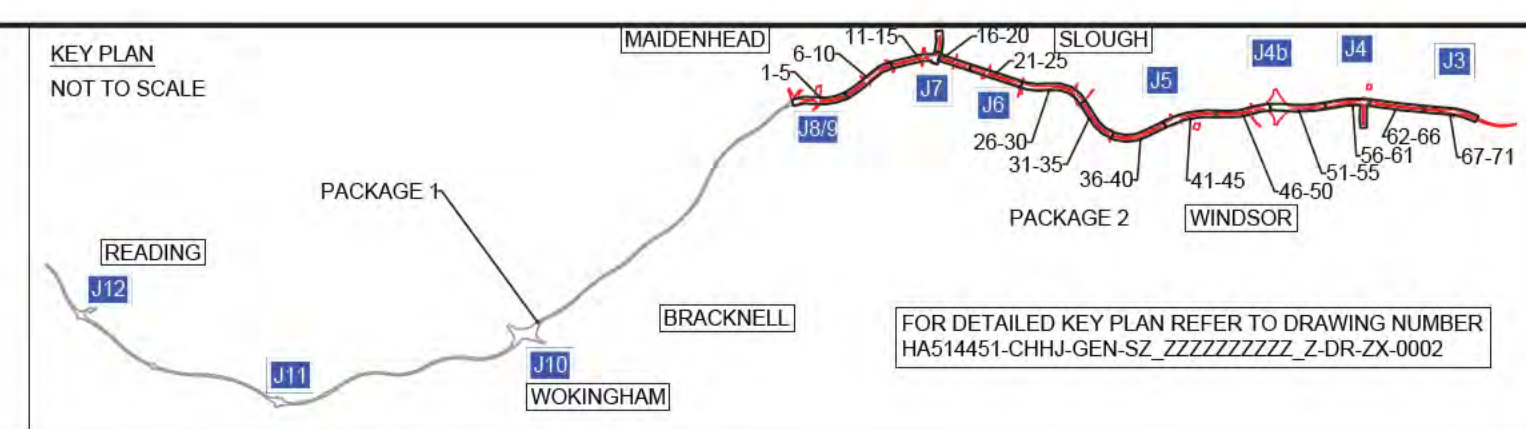 KEY PLAN
NOT TO SCALE
MAIDENHEAD
11-15
16-20
SLOUGH
6-10
21-25
1-5
J7
J4b
J4
J3
J5
J6
J8/9
26-30
62-66
31-35
56-61
67-71
51-55
36-40
41-45
46-50
PACKAGE 1
PACKAGE 2
WINDSOR
READING
J12
BRACKNELL
FOR DETAILED KEY PLAN REFER TO DRAWING NUMBER
HA514451-CHHJ-GEN-SZ_ZZZZZZZZZZ_Z-DR-ZX-0002
J10
J11
WOKINGHAM